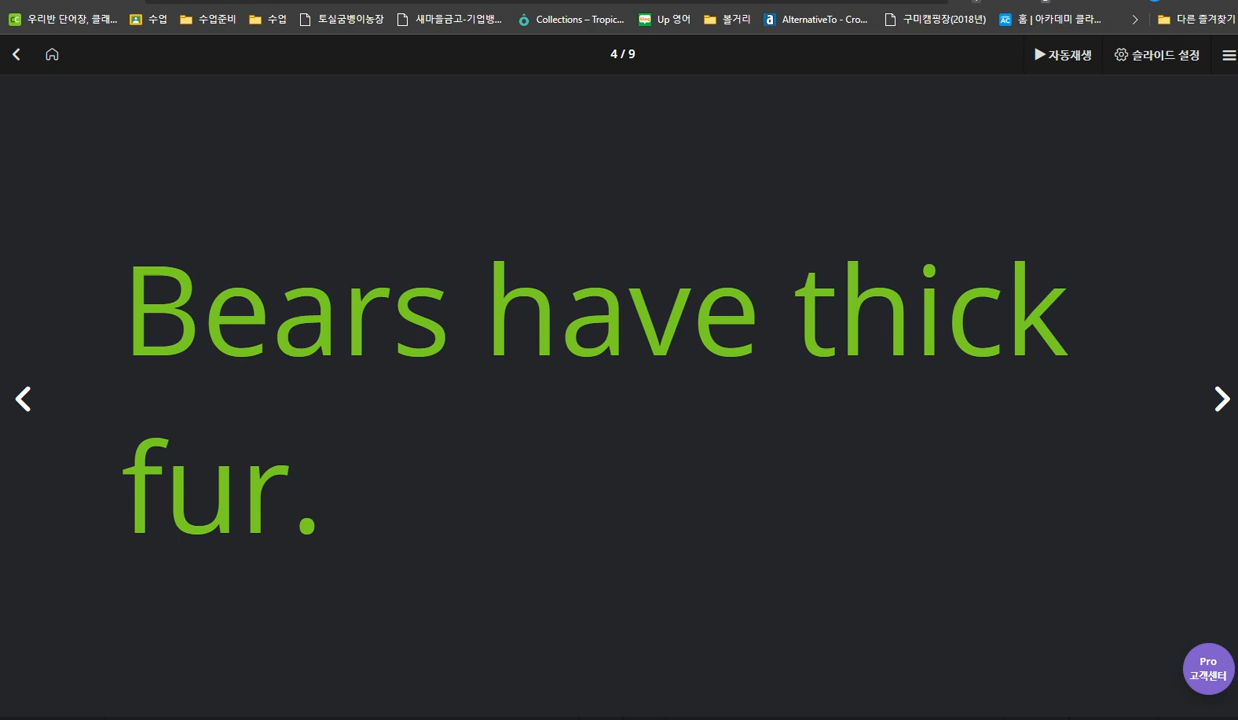 우리반 단어장, 클래... 수업 수업준비 수업 토실굼벵이농장 새마을금고-기업뱅... Collections – Tropic... Up 영어 볼거리 AlternativeTo - Cro... 구미캠핑장(2018년) 홈 | 아카데미 클라... 다른 즐겨찾기
4 / 9 자동재생 슬라이드 설정
Bears have thick
fur.
Pro
고객센터